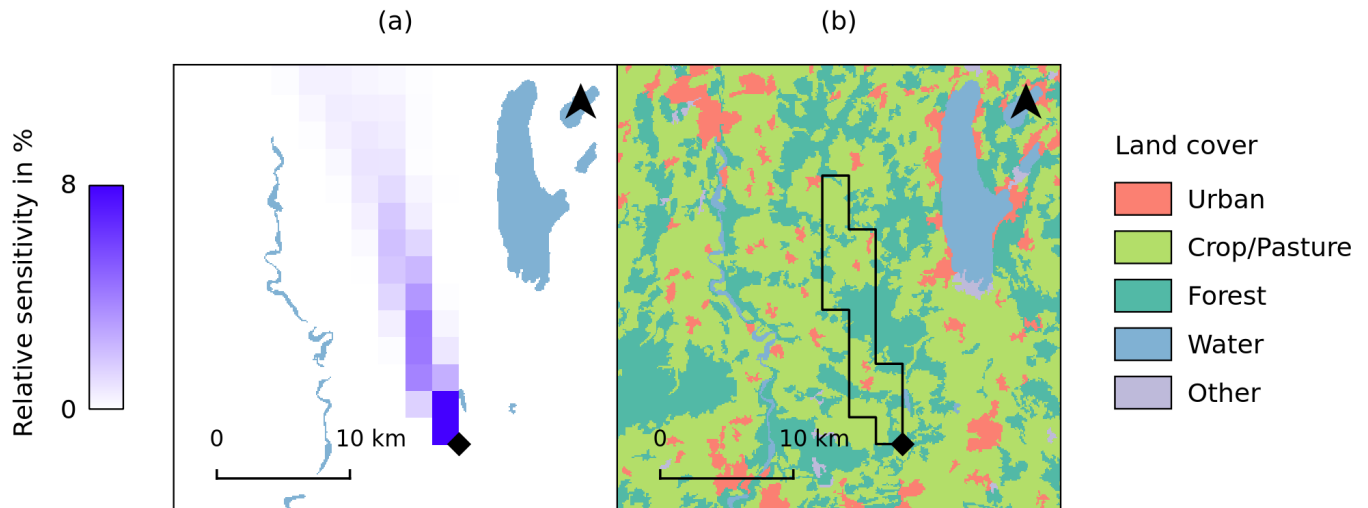 (a)
(b)
Relative sensitivity in %
8
0
0
10 km
0
10 km
Land cover
Urban
Crop/Pasture
Forest
Water
Other